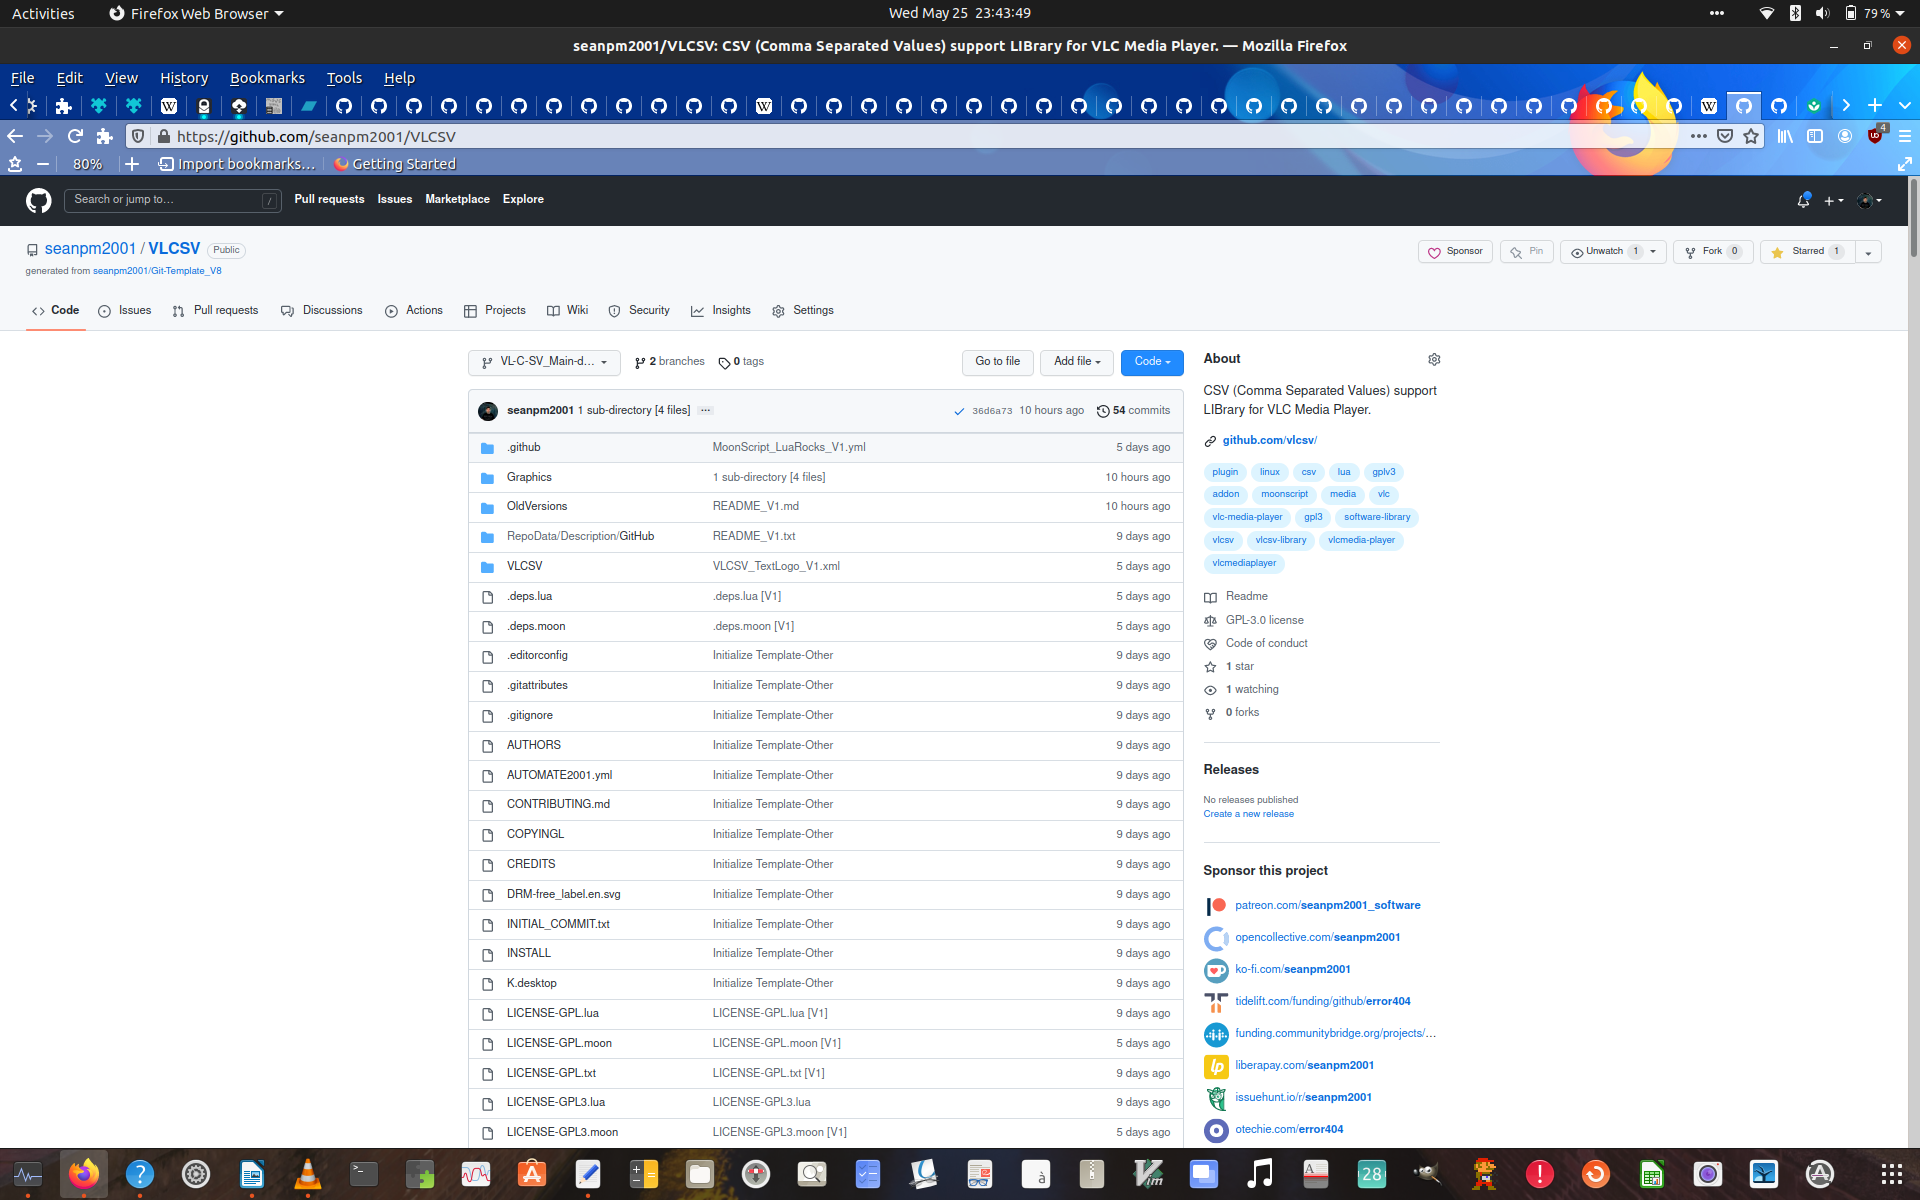 Activities Firefox Web Browser Wed May 25 23:43:49 79 %
seanpm2001/VLCSV: CSV (Comma Separated Values) support LIBrary for VLC Media Player. — Mozilla Firefox
File Edit View History Bookmarks Tools Help
https://github.com/seanpm2001/VLCSV 4
80% Import bookmarks... Getting Started
Search or jump to... / Pull requests Issues Marketplace Explore
seanpm2001 / VLCSV Public Sponsor Pin Unwatch 1 Fork 0 Starred 1
generated from seanpm2001/Git-Template_V8
Code Issues Pull requests Discussions Actions Projects Wiki Security Insights Settings
VL-C-SV_Main-d... 2 branches 0 tags Go to file Add file Code
seanpm2001 1 sub-directory [4 files] ... 36d6a73 10 hours ago 54 commits
.github MoonScript_LuaRocks_V1.yml 5 days ago
Graphics 1 sub-directory [4 files] 10 hours ago
OldVersions README_V1.md 10 hours ago
RepoData/Description/GitHub README_V1.txt 9 days ago
VLCSV VLCSV_TextLogo_V1.xml 5 days ago
.deps.lua .deps.lua [V1] 5 days ago
.deps.moon .deps.moon [V1] 5 days ago
.editorconfig Initialize Template-Other 9 days ago
.gitattributes Initialize Template-Other 9 days ago
.gitignore Initialize Template-Other 9 days ago
AUTHORS Initialize Template-Other 9 days ago
AUTOMATE2001.yml Initialize Template-Other 9 days ago
CONTRIBUTING.md Initialize Template-Other 9 days ago
COPYINGL Initialize Template-Other 9 days ago
CREDITS Initialize Template-Other 9 days ago
DRM-free_label.en.svg Initialize Template-Other 9 days ago
INITIAL_COMMIT.txt Initialize Template-Other 9 days ago
INSTALL Initialize Template-Other 9 days ago
K.desktop Initialize Template-Other 9 days ago
LICENSE-GPL.lua LICENSE-GPL.lua [V1] 9 days ago
LICENSE-GPL.moon LICENSE-GPL.moon [V1] 5 days ago
LICENSE-GPL.txt LICENSE-GPL.txt [V1] 9 days ago
LICENSE-GPL3.lua LICENSE-GPL3.lua 9 days ago
LICENSE-GPL3.moon LICENSE-GPL3.moon [V1] 5 days ago
About
CSV (Comma Separated Values) support
LIBrary for VLC Media Player.
github.com/vlcsv/
plugin linux csv lua gplv3
addon moonscript media vlc
vlc-media-player gpl3 software-library
vlcsv vlcsv-library vlcmedia-player
vlcmediaplayer
Readme
GPL-3.0 license
Code of conduct
1 star
1 watching
0 forks
Releases
No releases published
Create a new release
Sponsor this project
patreon.com/seanpm2001_software
opencollective.com/seanpm2001
ko-fi.com/seanpm2001
tidelift.com/funding/github/error404
funding.communitybridge.org/projects/...
liberapay.com/seanpm2001
issuehunt.io/r/seanpm2001
otechie.com/error404
28